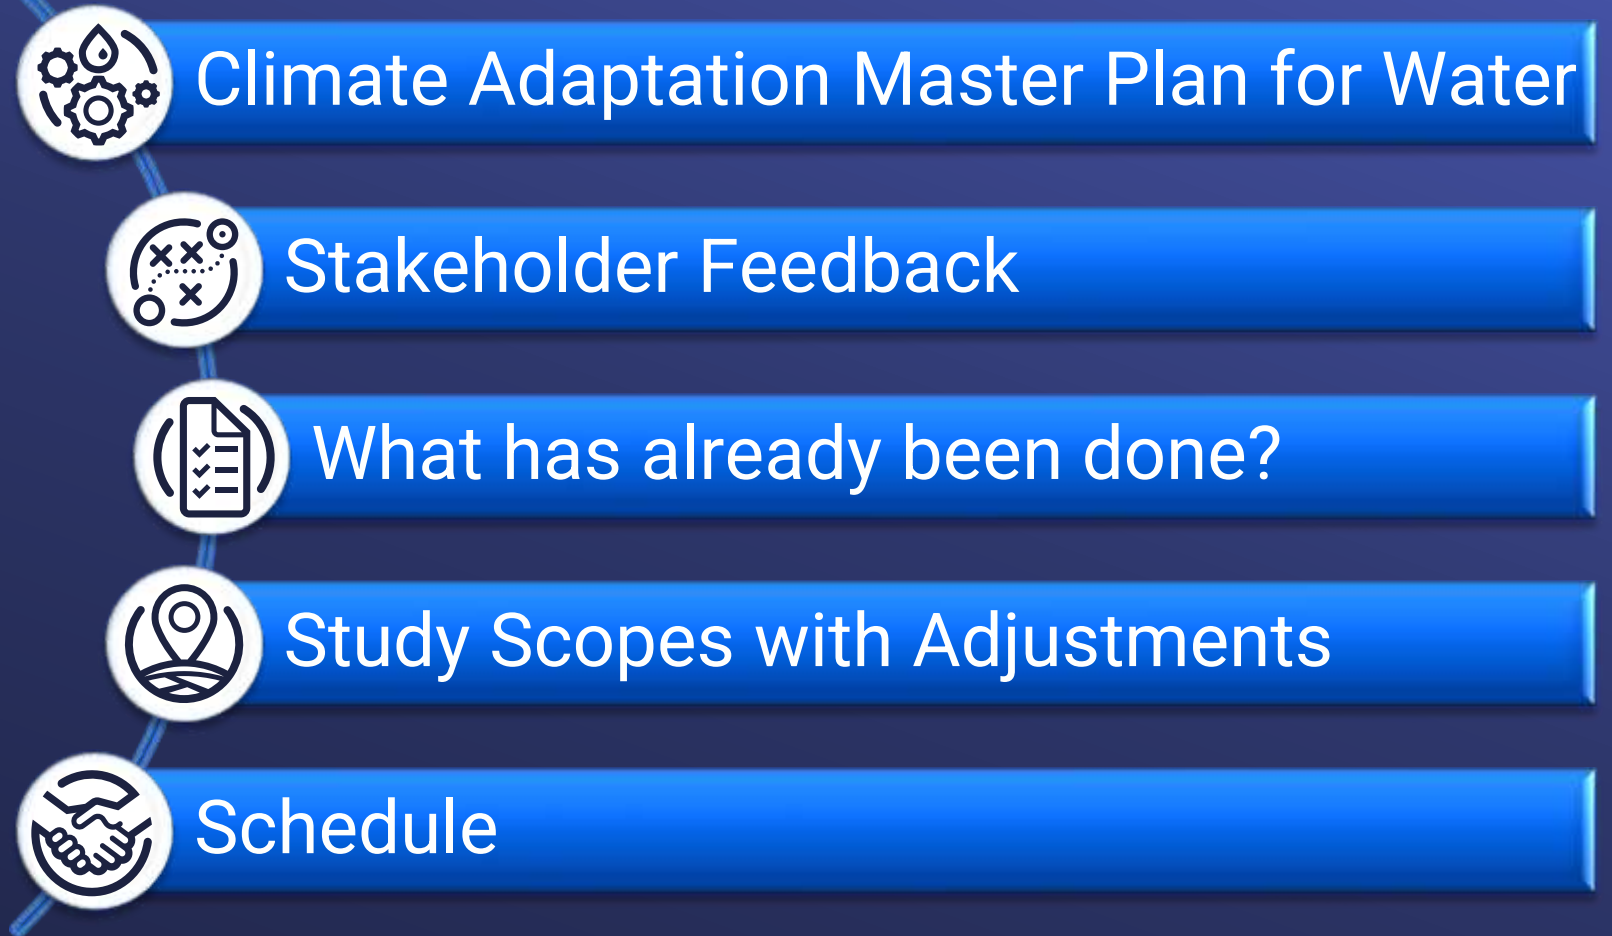 Climate Adaptation Master Plan for Water
Stakeholder Feedback
What has already been done?
Study Scopes with Adjustments
Schedule